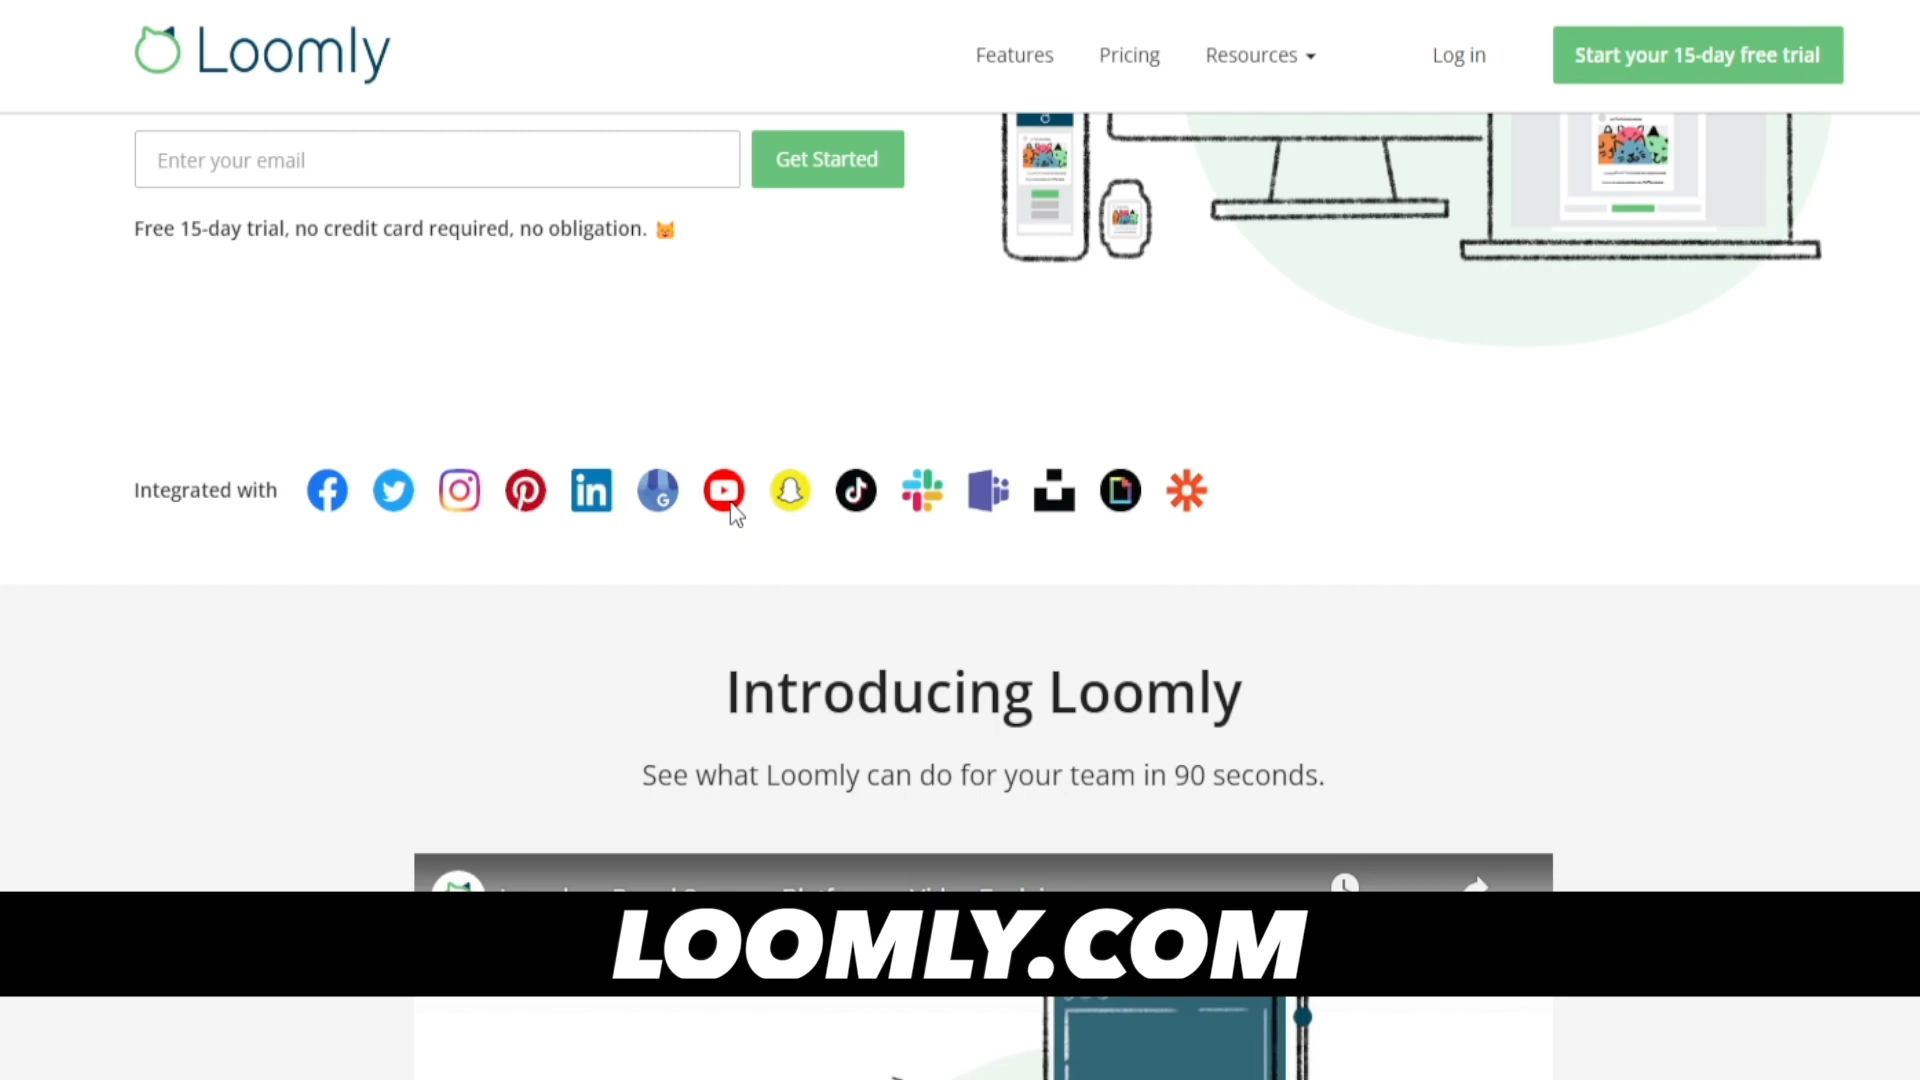 Loomly
Features
Pricing
Resources
Log in
Start your 15-day free trial
Enter your email
Get Started
Free 15-day trial, no credit card required, no obligation.
Integrated with
Introducing Loomly
See what Loomly can do for your team in 90 seconds.
LOOMLY.COM